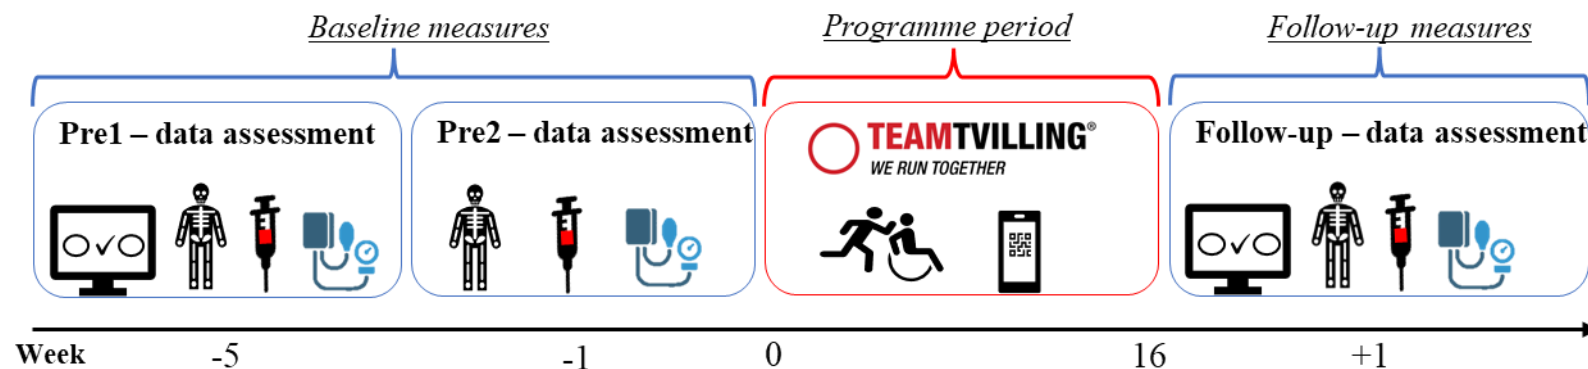 Baseline measures
Programme period
Follow-up measures
Pre1 – data assessment
Pre2 – data assessment
TEAMTVILLING®
WE RUN TOGETHER
Follow-up – data assessment
Week
-5
-1
0
16
+1